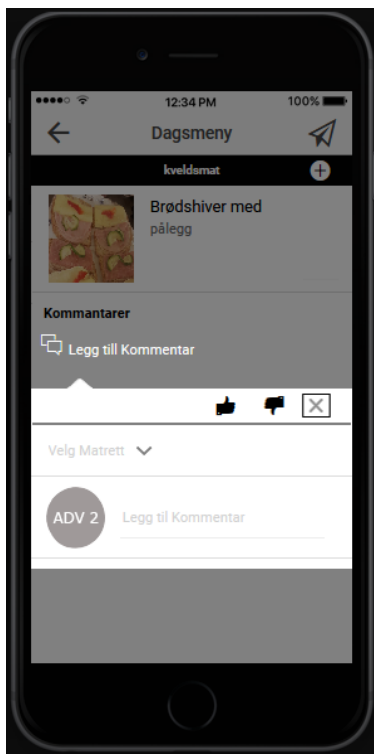 12:34 PM
100%
Dagsmeny
kveldsmat
Brødshiver med
pålegg
Kommantarer
Legg till Kommentar
Velg Matrett
ADV 2
Legg til Kommentar